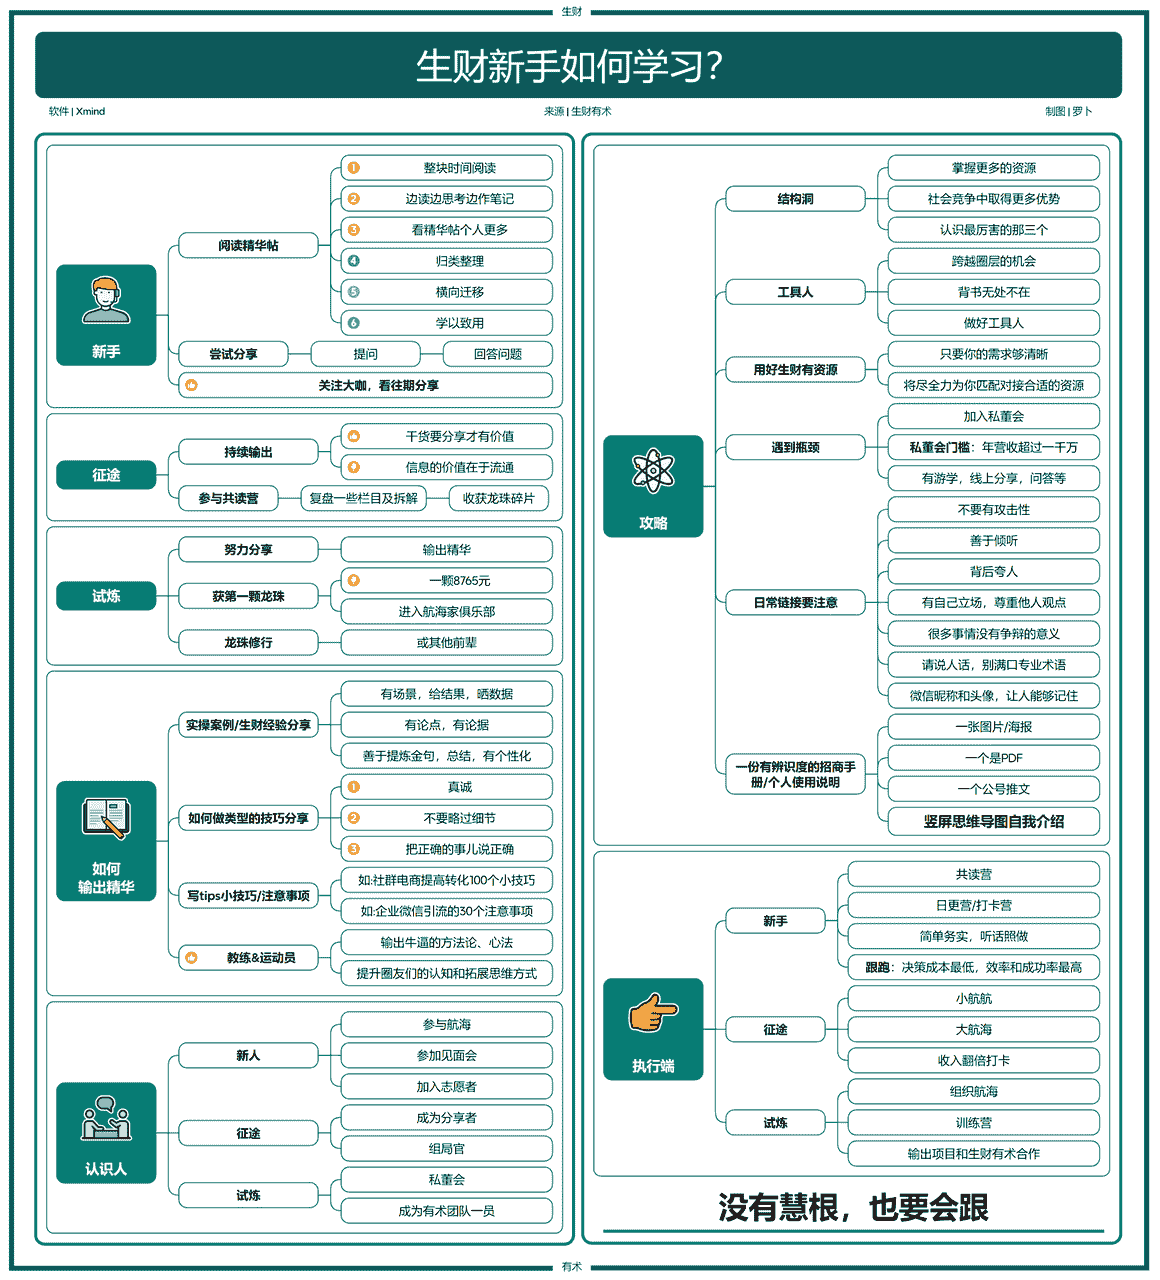 生财
生财新手如何学习？
软件 | Xmind
来源 | 生财有术
制图 | 罗卜
新手
阅读精华帖
1 整块时间阅读
2 边读边思考边作笔记
3 看精华帖个人更多
4 归类整理
5 横向迁移
6 学以致用
尝试分享
提问
回答问题
关注大咖，看往期分享
征途
持续输出
干货要分享才有价值
信息的价值在于流通
参与共读营
复盘一些栏目及拆解
收获龙珠碎片
试炼
努力分享
输出精华
获第一颗龙珠
一颗8765元
进入航海家俱乐部
龙珠修行
或其他前辈
如何
输出精华
实操案例/生财经验分享
有场景，给结果，晒数据
有论点，有论据
善于提炼金句，总结，有个性化
如何做类型的技巧分享
1 真诚
2 不要略过细节
3 把正确的事儿说正确
写tips小技巧/注意事项
如:社群电商提高转化100个小技巧
如:企业微信引流的30个注意事项
教练&运动员
输出牛逼的方法论、心法
提升圈友们的认知和拓展思维方式
认识人
新人
参与航海
参加见面会
加入志愿者
征途
成为分享者
组局官
试炼
私董会
成为有术团队一员
攻略
结构洞
掌握更多的资源
社会竞争中取得更多优势
认识最厉害的那三个
工具人
跨越圈层的机会
背书无处不在
做好工具人
用好生财有资源
只要你的需求够清晰
将尽全力为你匹配对接合适的资源
遇到瓶颈
加入私董会
私董会门槛：年营收超过一千万
有游学，线上分享，问答等
日常链接要注意
不要有攻击性
善于倾听
背后夸人
有自己立场，尊重他人观点
很多事情没有争辩的意义
请说人话，别满口专业术语
微信昵称和头像，让人能够记住
一份有辨识度的招商手
册/个人使用说明
一张图片/海报
一个是PDF
一个公号推文
竖屏思维导图自我介绍
执行端
新手
共读营
日更营/打卡营
简单务实，听话照做
跟跑：决策成本最低，效率和成功率最高
征途
小航航
大航海
收入翻倍打卡
试炼
组织航海
训练营
输出项目和生财有术合作
没有慧根，也要会跟
有术